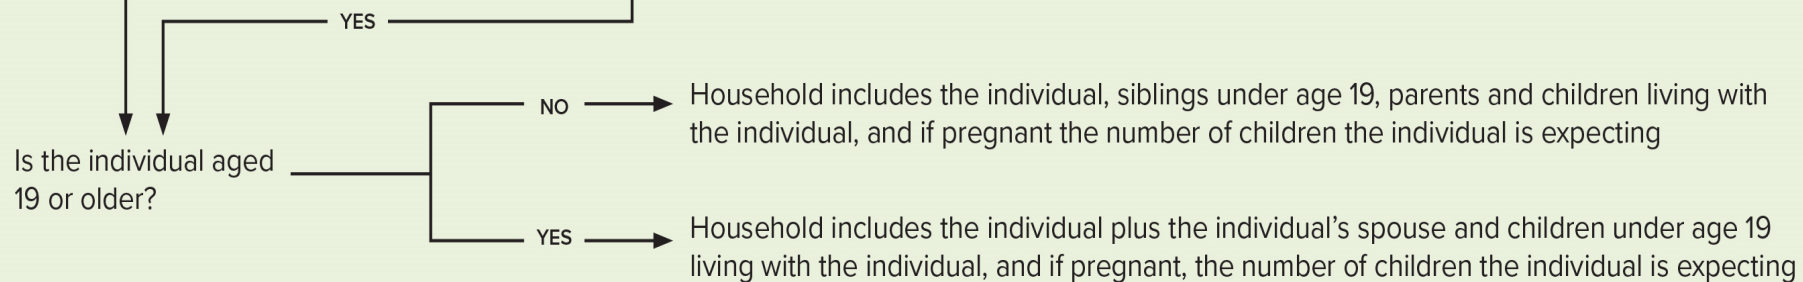 YES
NO
Household includes the individual, siblings under age 19, parents and children living with
the individual, and if pregnant the number of children the individual is expecting
Is the individual aged
19 or older?
YES
Household includes the individual plus the individual’s spouse and children under age 19
living with the individual, and if pregnant, the number of children the individual is expecting